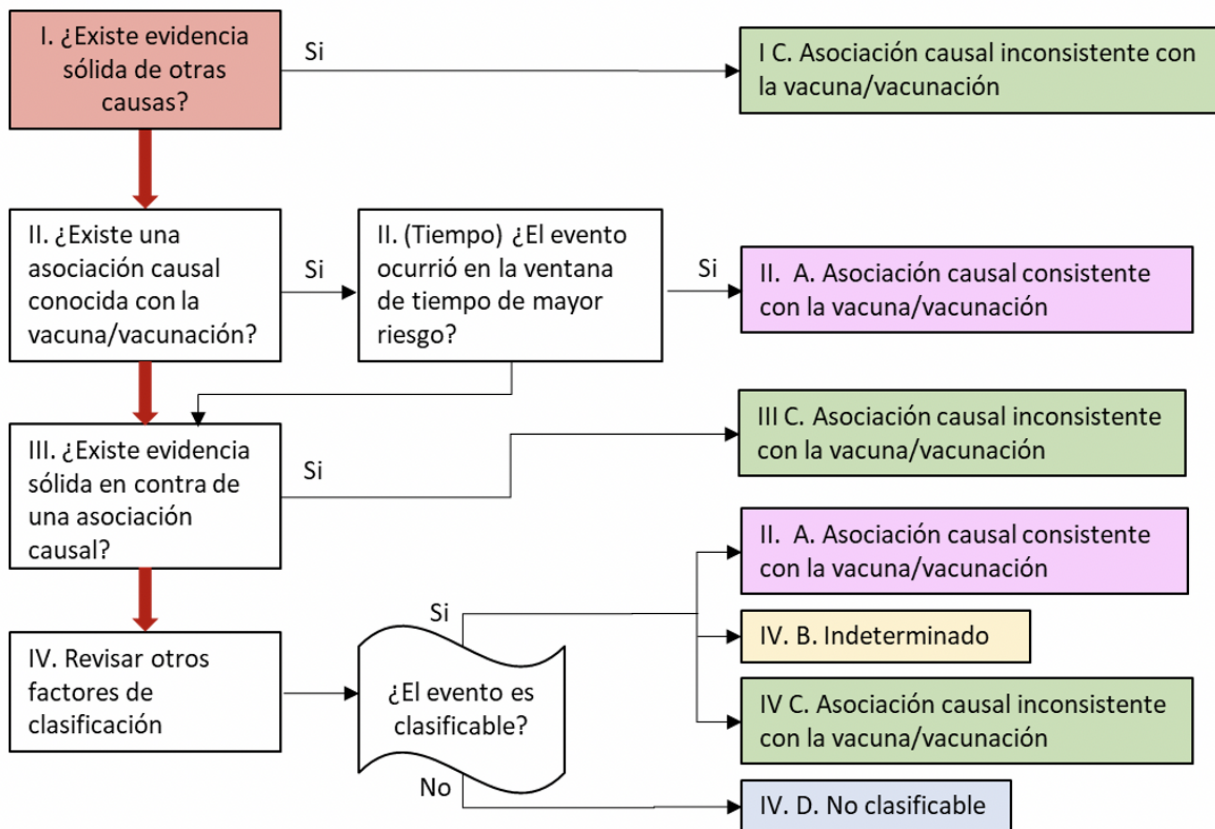 I. ¿Existe evidencia
sólida de otras
causas?
Si
I C. Asociación causal inconsistente con
la vacuna/vacunación
II. ¿Existe una
asociación causal
conocida con la
vacuna/vacunación?
Si
II. (Tiempo) ¿El evento
ocurrió en la ventana
de tiempo de mayor
riesgo?
Si
II. A. Asociación causal consistente
con la vacuna/vacunación
III. ¿Existe evidencia
sólida en contra de
una asociación
causal?
Si
III C. Asociación causal inconsistente
con la vacuna/vacunación
IV. Revisar otros
factores de
clasificación
¿El evento es
clasificable?
Si
II. A. Asociación causal consistente
con la vacuna/vacunación
IV. B. Indeterminado
IV C. Asociación causal inconsistente
con la vacuna/vacunación
No
IV. D. No clasificable